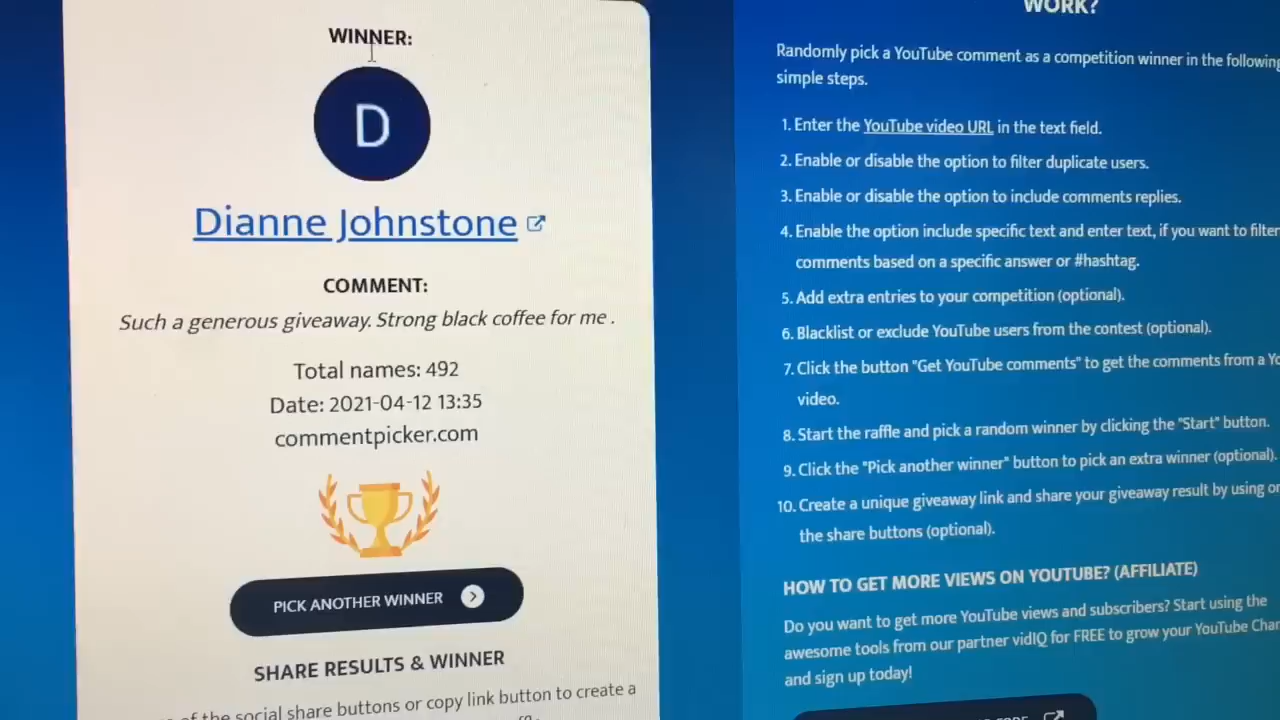 WINNER:
D
Dianne Johnstone
COMMENT:
Such a generous giveaway. Strong black coffee for me .
Total names: 492
Date: 2021-04-12 13:35
commentpicker.com
PICK ANOTHER WINNER
SHARE RESULTS & WINNER
of the social share buttons or copy link button to create a
WORK?
Randomly pick a YouTube comment as a competition winner in the following
simple steps.
1. Enter the YouTube video URL in the text field.
2. Enable or disable the option to filter duplicate users.
3. Enable or disable the option to include comments replies.
4. Enable the option include specific text and enter text, if you want to filter
comments based on a specific answer or #hashtag.
5. Add extra entries to your competition (optional).
6. Blacklist or exclude YouTube users from the contest (optional).
7. Click the button "Get YouTube comments" to get the comments from a
video.
8. Start the raffle and pick a random winner by clicking the "Start" button.
9. Click the "Pick another winner" button to pick an extra winner (optional).
10. Create a unique giveaway link and share your giveaway result by using
the share buttons (optional).
HOW TO GET MORE VIEWS ON YOUTUBE? (AFFILIATE)
Do you want to get more YouTube views and subscribers? Start using the
awesome tools from our partner vidIQ for FREE to grow your YouTube
and sign up today!